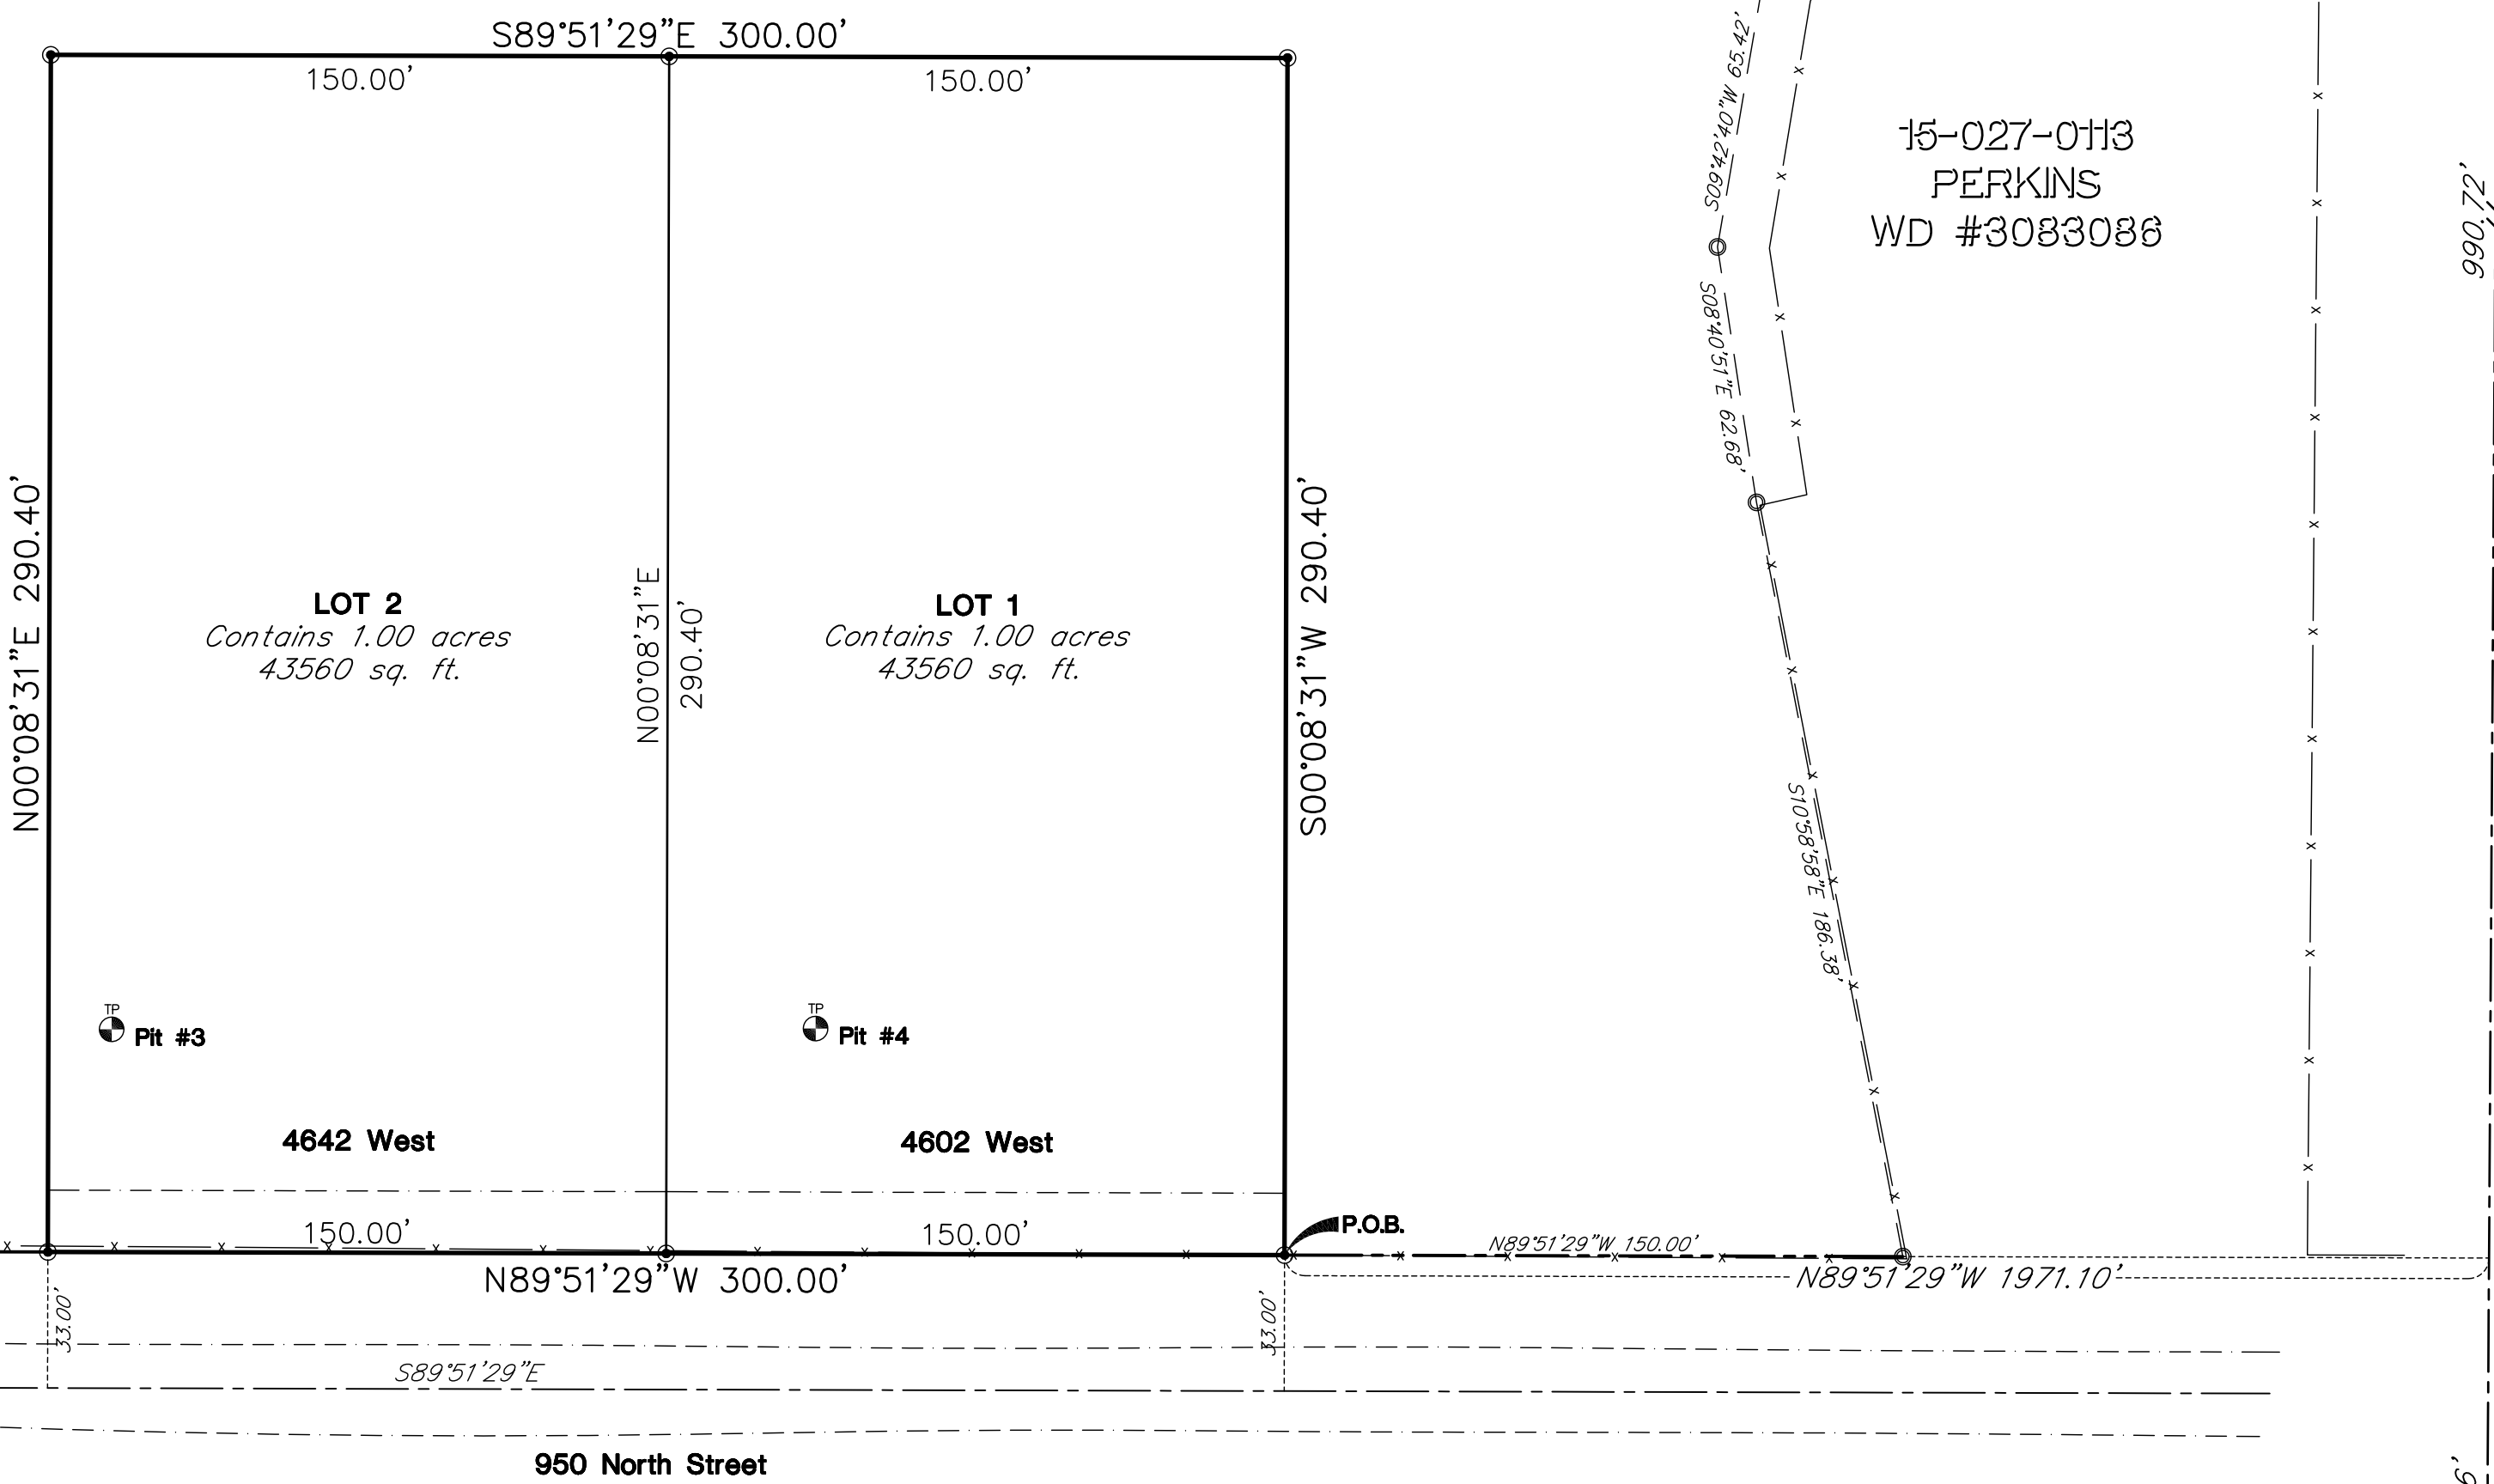 S89°51'29"E 300.00'
150.00'
150.00'
S09°42'40"W 65.42'
15-027-0113
PERKINS
WD #3083086
990.72'
S08°40'51"E 62.68'
N00°08'31"E 290.40'
LOT 2
Contains 1.00 acres
43560 sq. ft.
N00°08'31"E
290.40'
LOT 1
Contains 1.00 acres
43560 sq. ft.
S00°08'31"W 290.40'
S10°58'58"E 186.38'
TP
Pit #3
TP
Pit #4
4642 West
4602 West
150.00'
150.00'
P.O.B.
N89°51'29"W 150.00'
N89°51'29"W 300.00'
N89°51'29"W 1971.10'
33.00'
33.00'
S89°51'29"E
950 North Street